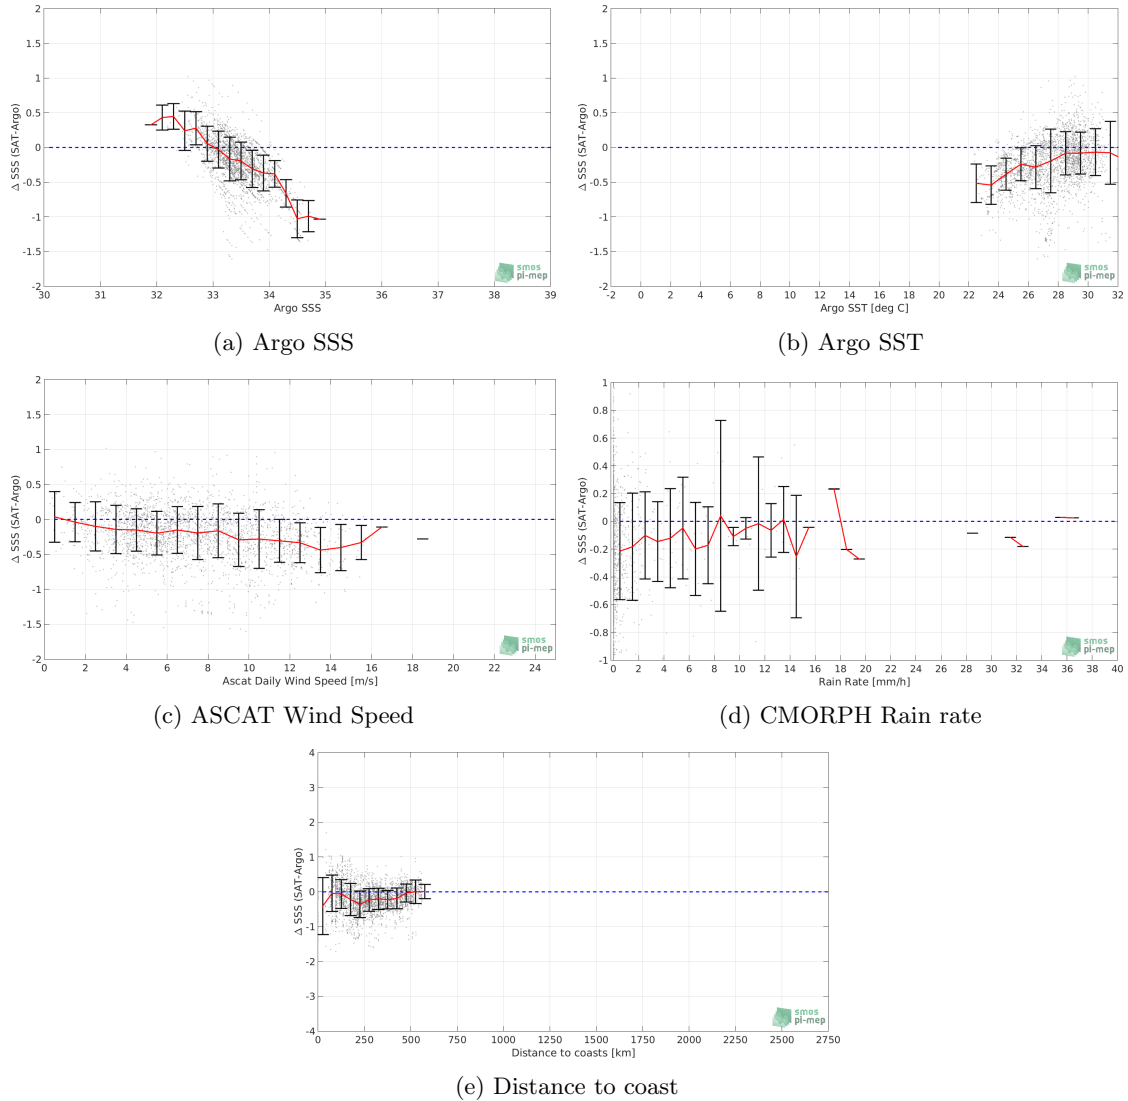 2
1.5
1
0.5
0
-0.5
-1
-1.5
-2
Δ SSS (SAT-Argo)
30 31 32 33 34 35 36 37 38 39
Argo SSS
smos
pi-mep
(a) Argo SSS
2
1.5
1
0.5
0
-0.5
-1
-1.5
-2
Δ SSS (SAT-Argo)
-2 0 2 4 6 8 10 12 14 16 18 20 22 24 26 28 30 32
Argo SST [deg C]
smos
pi-mep
(b) Argo SST
2
1.5
1
0.5
0
-0.5
-1
-1.5
-2
Δ SSS (SAT-Argo)
0 2 4 6 8 10 12 14 16 18 20 22 24
Ascat Daily Wind Speed [m/s]
smos
pi-mep
(c) ASCAT Wind Speed
1
0.8
0.6
0.4
0.2
0
-0.2
-0.4
-0.6
-0.8
-1
Δ SSS (SAT-Argo)
0 2 4 6 8 10 12 14 16 18 20 22 24 26 28 30 32 34 36 38 40
Rain Rate [mm/h]
smos
pi-mep
(d) CMORPH Rain rate
4
3
2
1
0
-1
-2
-3
-4
Δ SSS (SAT-Argo)
0 250 500 750 1000 1250 1500 1750 2000 2250 2500 2750
Distance to coasts [km]
smos
pi-mep
(e) Distance to coast